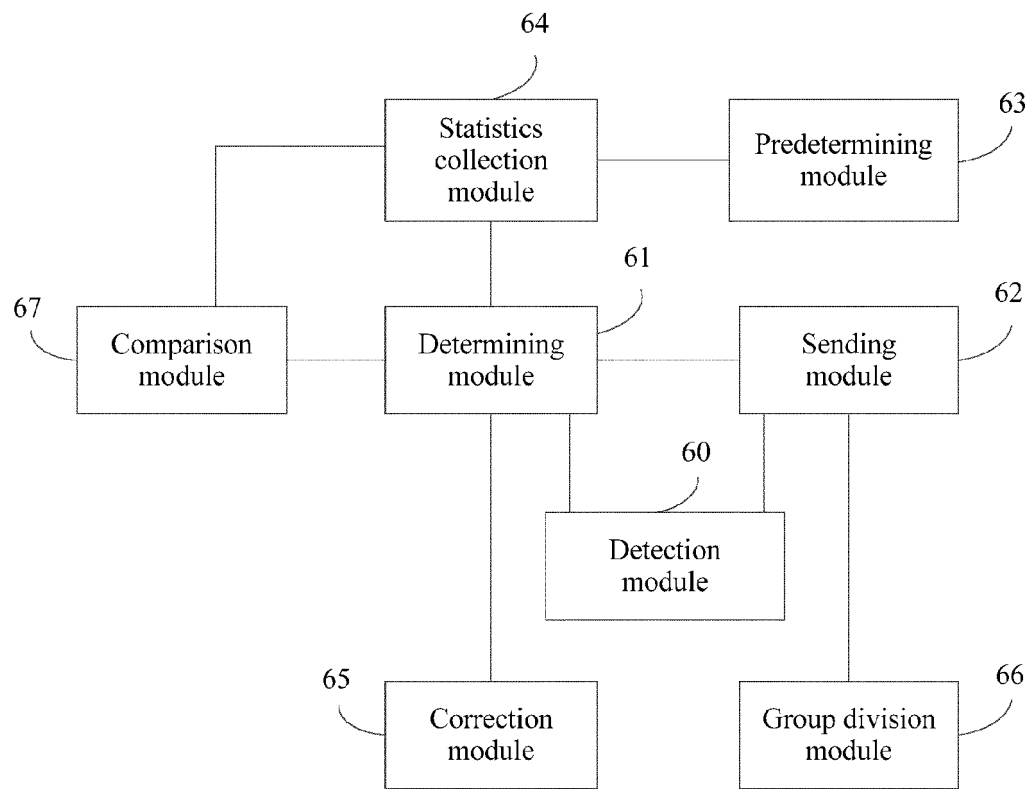 64
Statistics
collection
module
63
Predetermining
module
61
62
67
Comparison
module
Determining
module
Sending
module
60
Detection
module
65
Correction
module
66
Group division
module